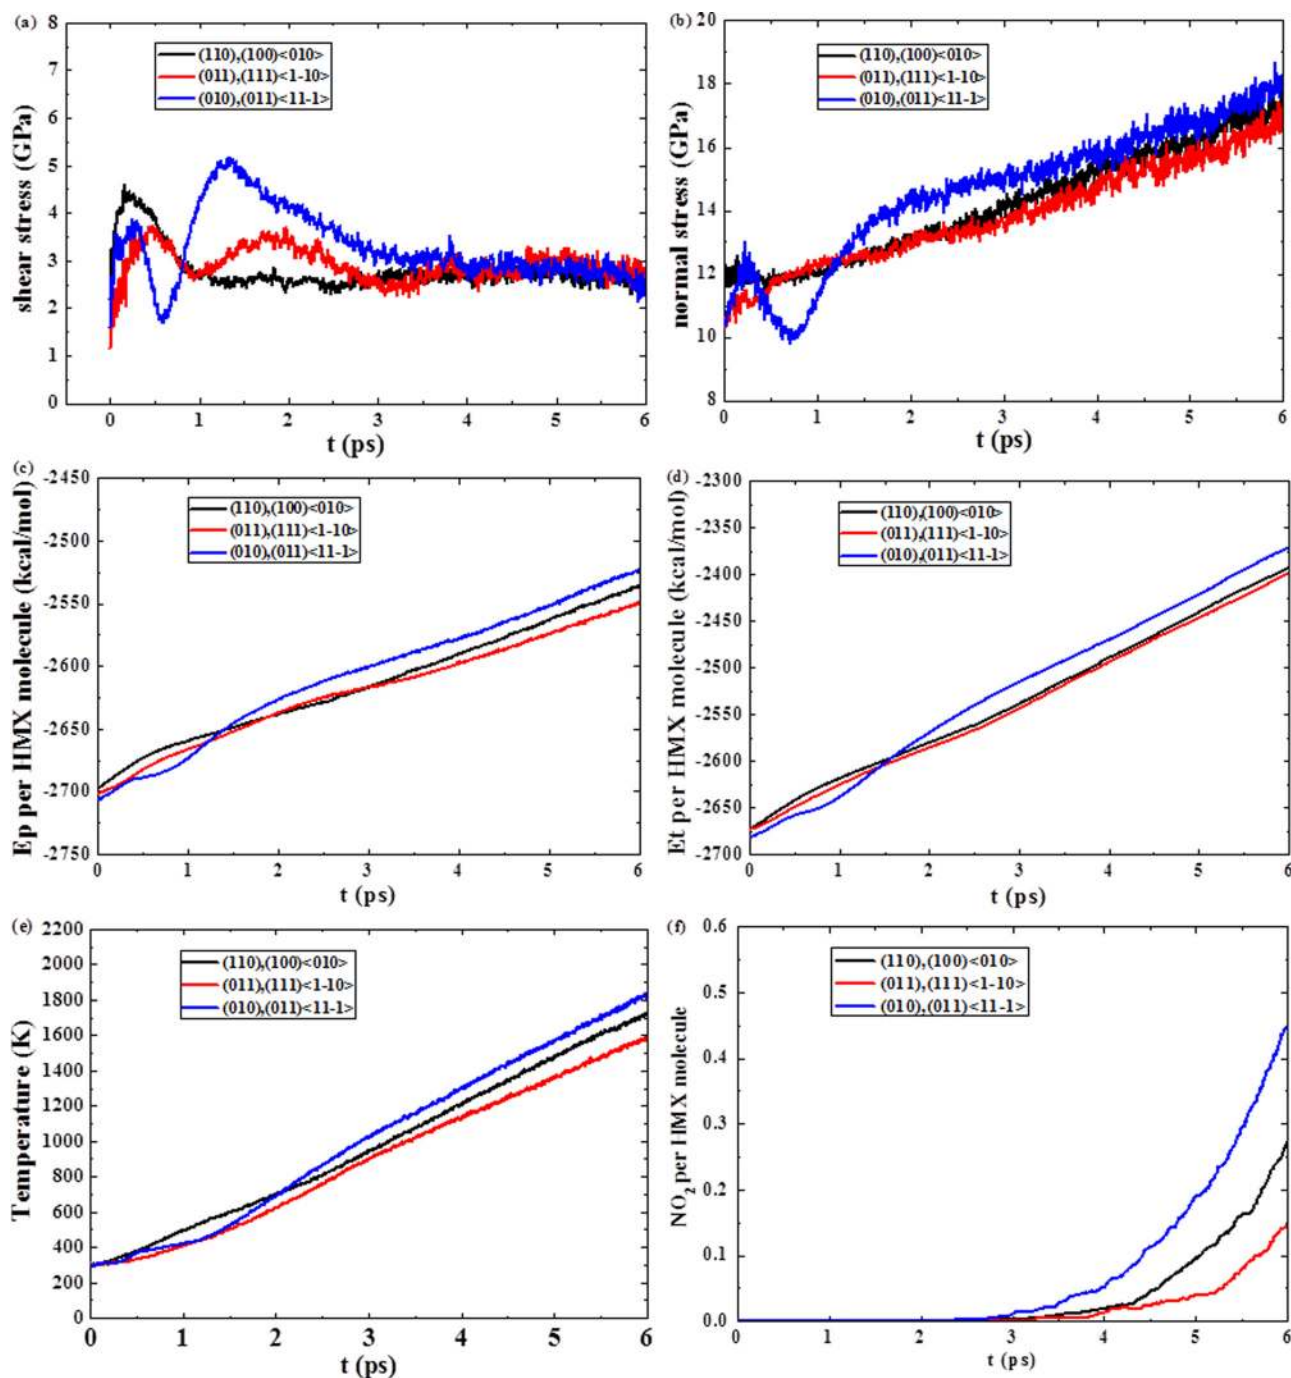 (a)
8
7
6
5
4
3
2
1
0
shear stress (GPa)
(110),(100)<010>
(011),(111)<1-10>
(010),(011)<11-1>
0 1 2 3 4 5 6
t (ps)
(b)
20
18
16
14
12
10
8
normal stress (GPa)
(110),(100)<010>
(011),(111)<1-10>
(010),(011)<11-1>
0 1 2 3 4 5 6
t (ps)
(c)
-2450
-2500
-2550
-2600
-2650
-2700
-2750
Ep per HMX molecule (kcal/mol)
(110),(100)<010>
(011),(111)<1-10>
(010),(011)<11-1>
0 1 2 3 4 5 6
t (ps)
(d)
-2300
-2350
-2400
-2450
-2500
-2550
-2600
-2650
-2700
Et per HMX molecule (kcal/mol)
(110),(100)<010>
(011),(111)<1-10>
(010),(011)<11-1>
0 1 2 3 4 5 6
t (ps)
(e)
2200
2000
1800
1600
1400
1200
1000
800
600
400
200
0
Temperature (K)
(110),(100)<010>
(011),(111)<1-10>
(010),(011)<11-1>
0 1 2 3 4 5 6
t (ps)
(f)
0.6
0.5
0.4
0.3
0.2
0.1
0.0
NO2 per HMX molecule
(110),(100)<010>
(011),(111)<1-10>
(010),(011)<11-1>
0 1 2 3 4 5 6
t (ps)